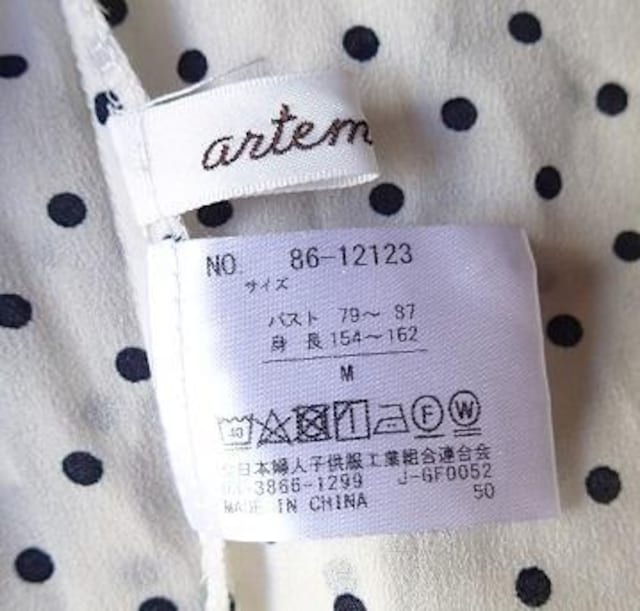 artem
NO. 86-12123
サイズ
バスト 79〜 87
身 長 154〜162
M
40 F W
日本婦人子供服工業組合連合会
-3866-1299 J-GF0052
MADE IN CHINA 50